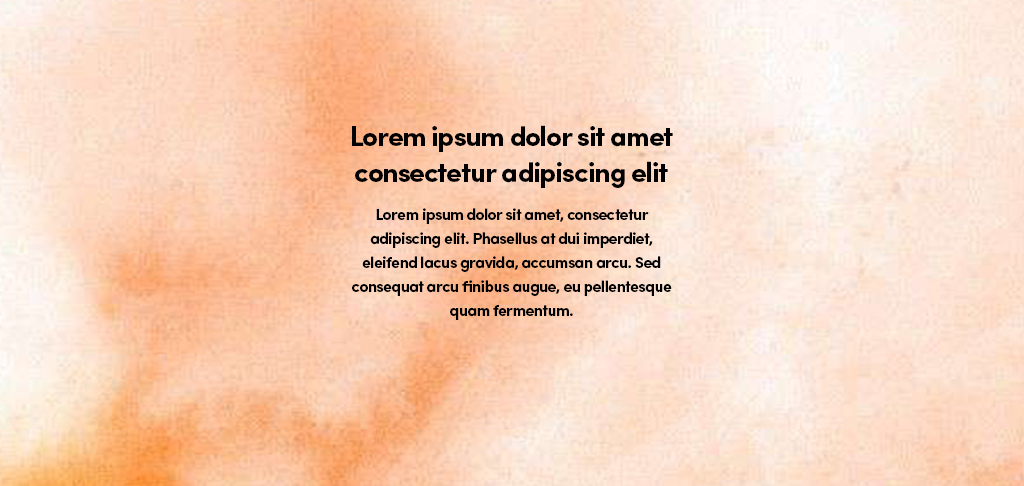 Lorem ipsum dolor sit amet
consectetur adipiscing elit
Lorem ipsum dolor sit amet, consectetur
adipiscing elit. Phasellus at dui imperdiet,
eleifend lacus gravida, accumsan arcu. Sed
consequat arcu finibus augue, eu pellentesque
quam fermentum.